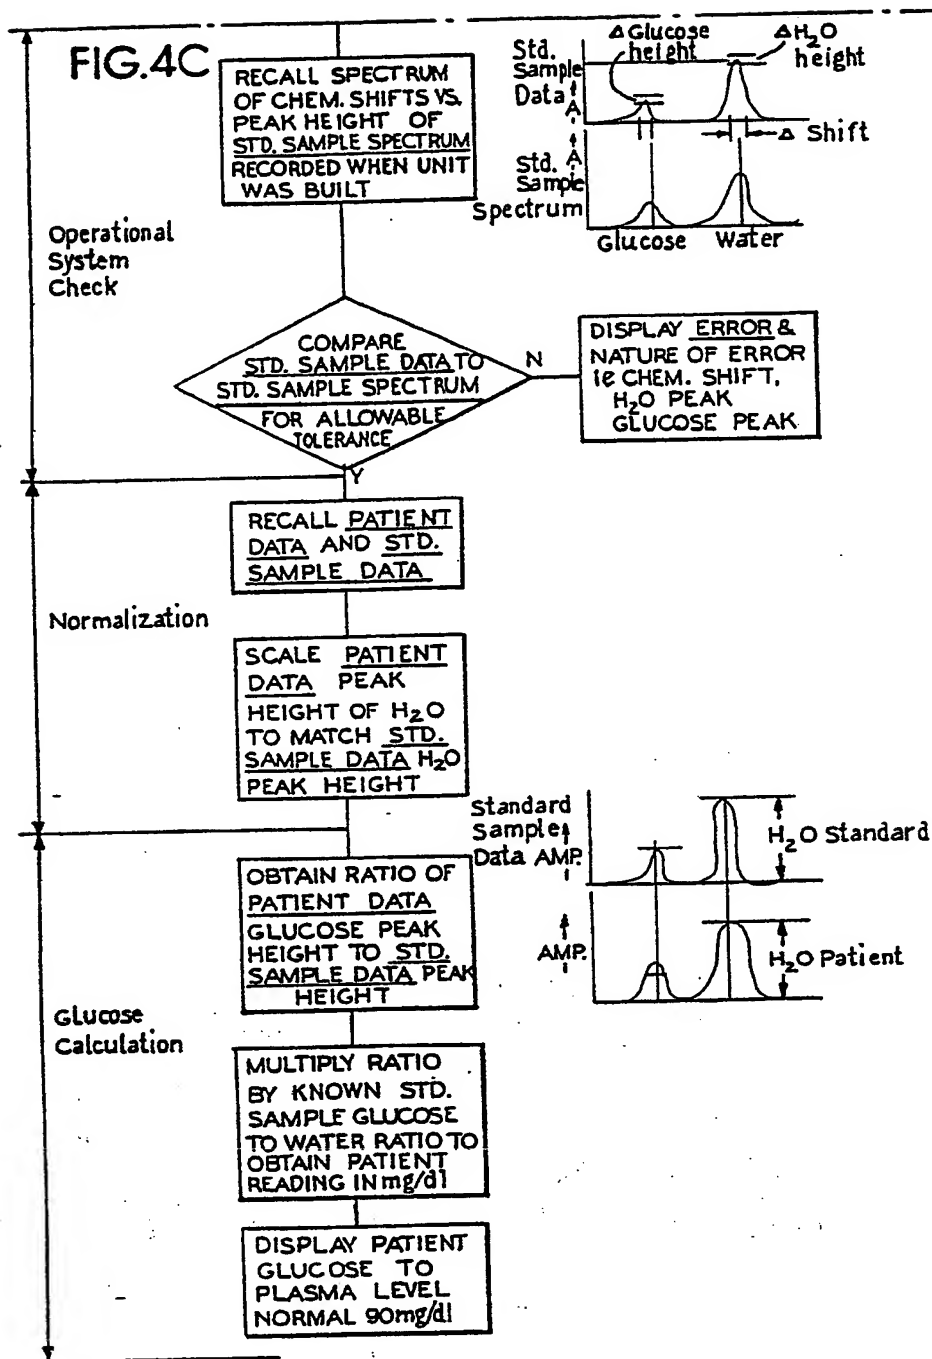 FIG.4C
RECALL SPECTRUM
OF CHEM. SHIFTS VS.
PEAK HEIGHT OF
STD. SAMPLE SPECTRUM
RECORDED WHEN UNIT
WAS BUILT
Δ Glucose
height
ΔH₂O
height
Std.
Sample
Data
A
Δ Shift
A
Std.
Sample
Spectrum
Glucose
Water
Operational
System
Check
COMPARE
STD. SAMPLE DATA TO
STD. SAMPLE SPECTRUM
FOR ALLOWABLE
TOLERANCE
N
DISPLAY ERROR &
NATURE OF ERROR
ie CHEM. SHIFT,
H₂O PEAK
GLUCOSE PEAK
Y
Normalization
RECALL PATIENT
DATA AND STD.
SAMPLE DATA
SCALE PATIENT
DATA PEAK
HEIGHT OF H₂O
TO MATCH STD.
SAMPLE DATA H₂O
PEAK HEIGHT
Standard
Sample
Data AMP.
H₂O Standard
AMP.
H₂O Patient
Glucose
Calculation
OBTAIN RATIO OF
PATIENT DATA
GLUCOSE PEAK
HEIGHT TO STD.
SAMPLE DATA PEAK
HEIGHT
MULTIPLY RATIO
BY KNOWN STD.
SAMPLE GLUCOSE
TO WATER RATIO TO
OBTAIN PATIENT
READING IN mg/dl
DISPLAY PATIENT
GLUCOSE TO
PLASMA LEVEL
NORMAL 90mg/dl